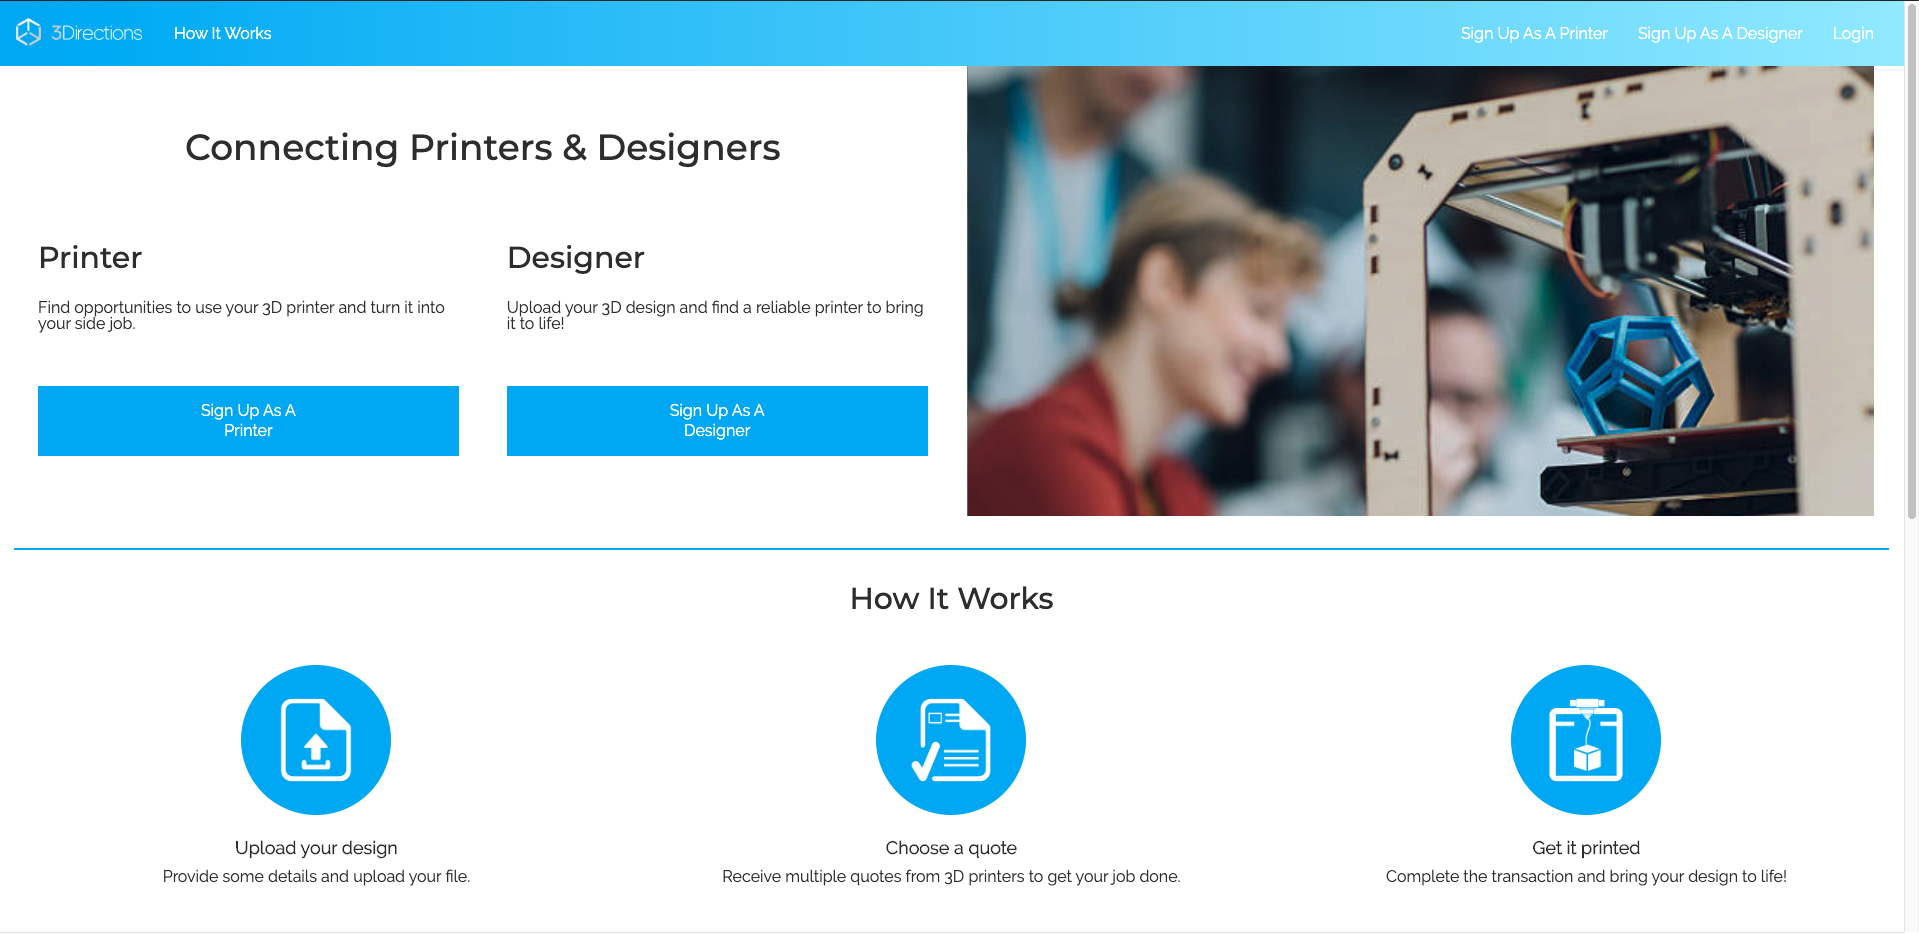 3Directions
How It Works
Sign Up As A Printer
Sign Up As A Designer
Login
Connecting Printers & Designers
Printer
Find opportunities to use your 3D printer and turn it into
your side job.
Sign Up As A
Printer
Designer
Upload your 3D design and find a reliable printer to bring
it to life!
Sign Up As A
Designer
How It Works
Upload your design
Provide some details and upload your file.
Choose a quote
Receive multiple quotes from 3D printers to get your job done.
Get it printed
Complete the transaction and bring your design to life!